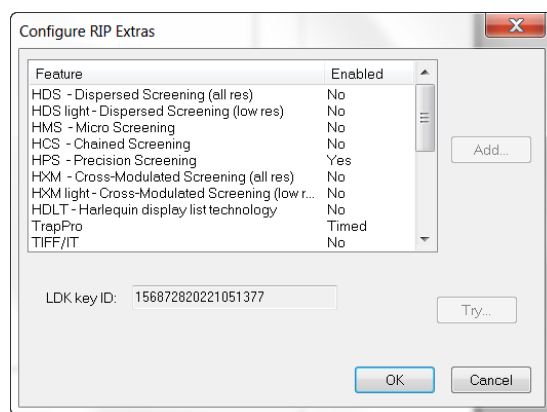 Configure RIP Extras
Feature Enabled
HDS - Dispersed Screening (all res) No
HDS light - Dispersed Screening (low res) No
HMS - Micro Screening No
HCS - Chained Screening No
HPS - Precision Screening Yes
HXM - Cross-Modulated Screening (all res) No
HXM light - Cross-Modulated Screening (low r... No
HDLT - Harlequin display list technology No
TrapPro Timed
TIFF/IT No
Add...
LDK key ID: 156872820221051377
Try...
OK Cancel